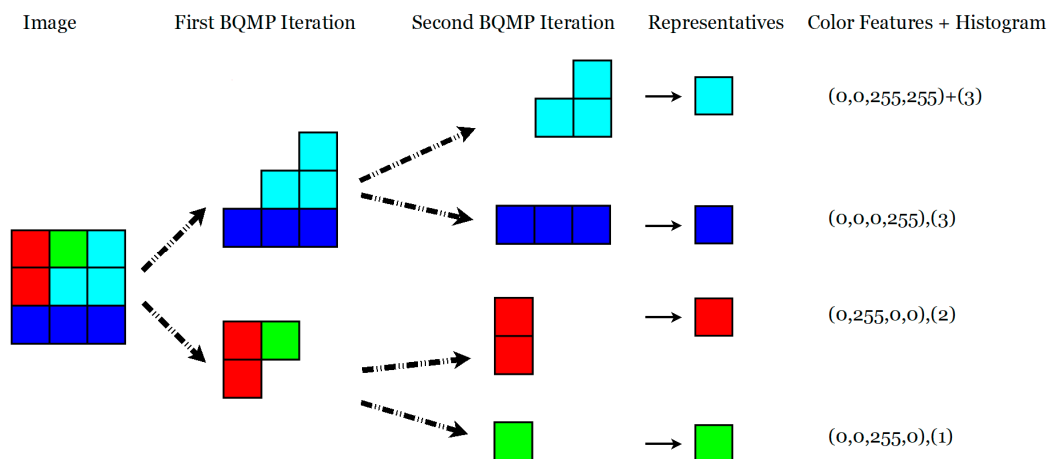 Image First BQMP Iteration Second BQMP Iteration Representatives Color Features + Histogram
(0,0,255,255)+(3)
(0,0,0,255),(3)
(0,255,0,0),(2)
(0,0,255,0),(1)